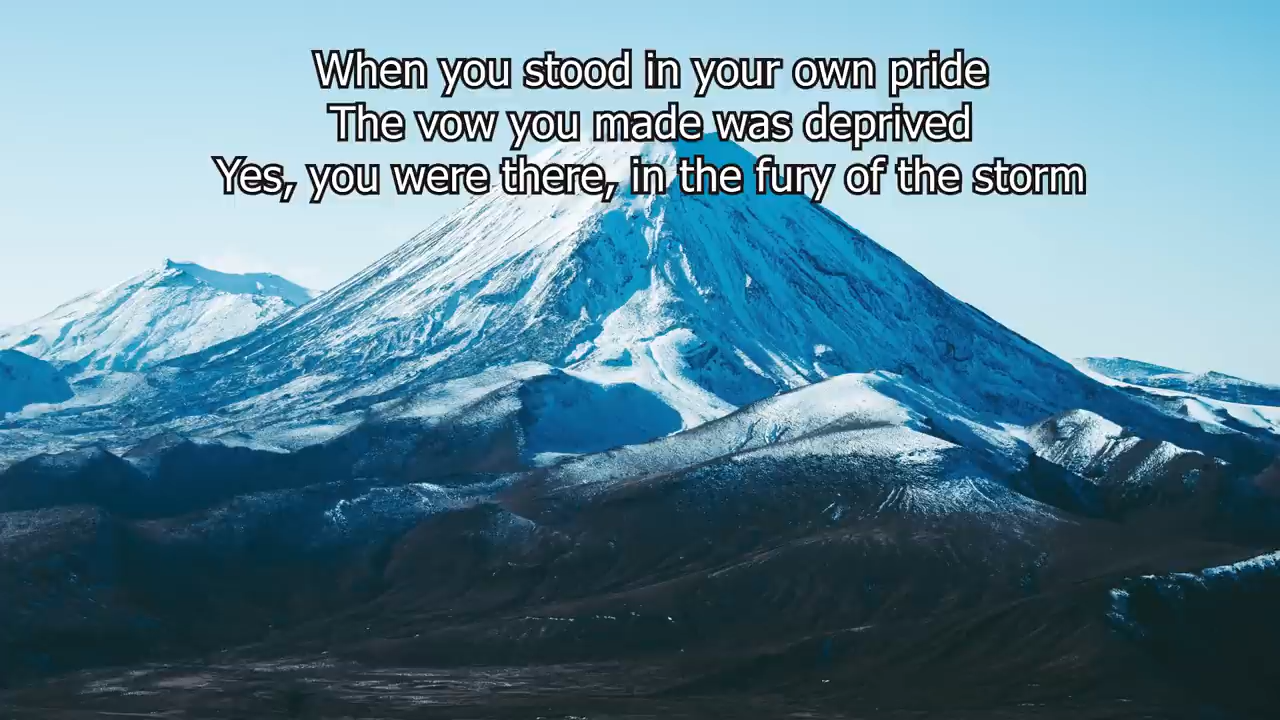 When you stood in your own pride
The vow you made was deprived
Yes, you were there, in the fury of the storm